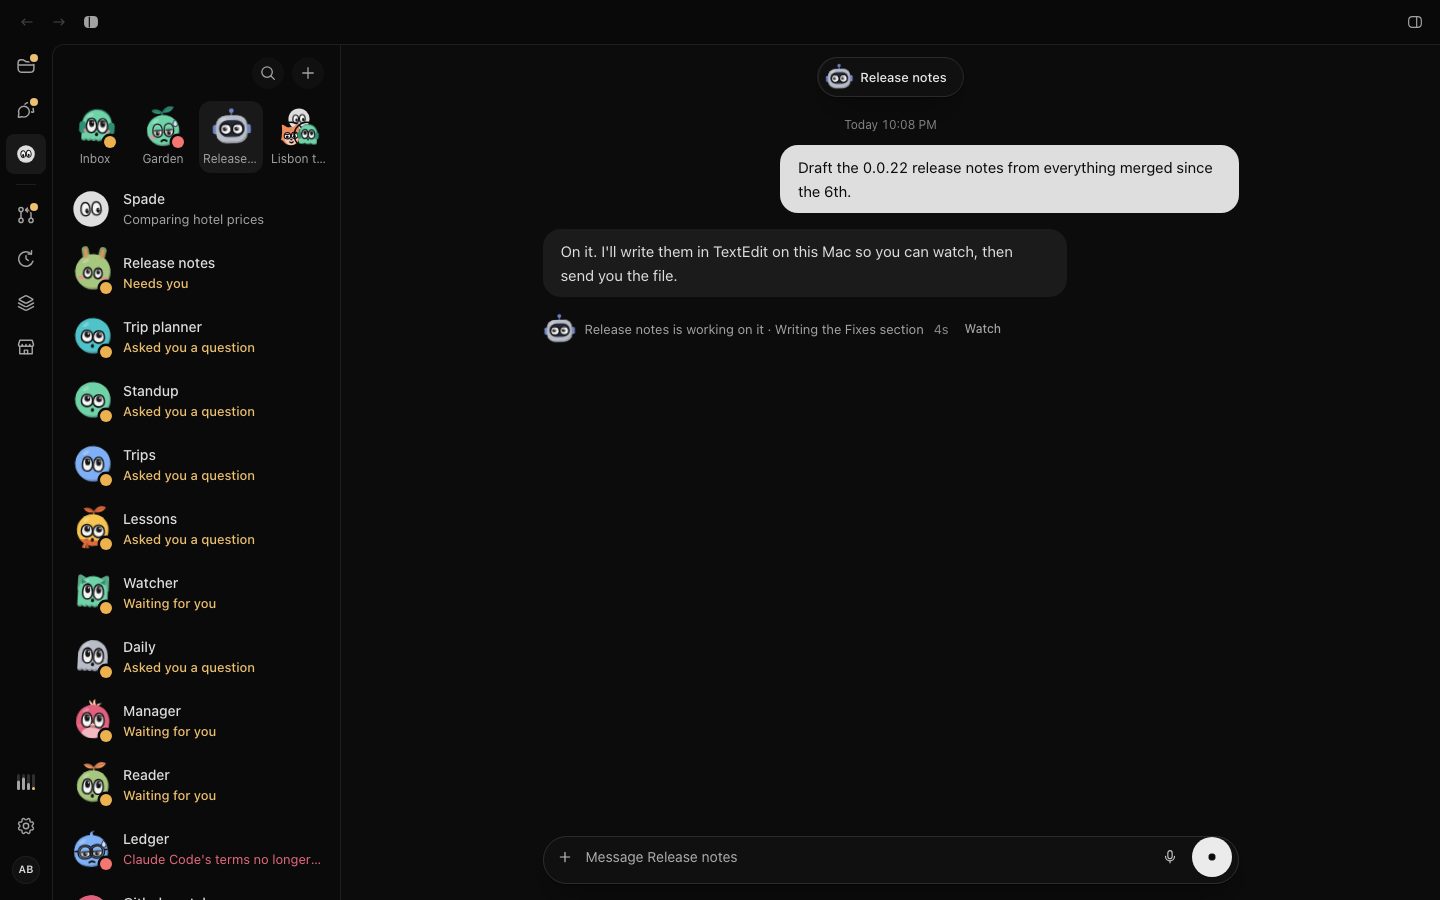 Inbox
Garden
Release...
Lisbon t...
Spade
Comparing hotel prices
Release notes
Needs you
Trip planner
Asked you a question
Standup
Asked you a question
Trips
Asked you a question
Lessons
Asked you a question
Watcher
Waiting for you
Daily
Asked you a question
Manager
Waiting for you
Reader
Waiting for you
Ledger
Claude Code's terms no longer...
AB
Release notes
Today 10:08 PM
Draft the 0.0.22 release notes from everything merged since
the 6th.
On it. I'll write them in TextEdit on this Mac so you can watch, then
send you the file.
Release notes is working on it · Writing the Fixes section 4s Watch
Message Release notes